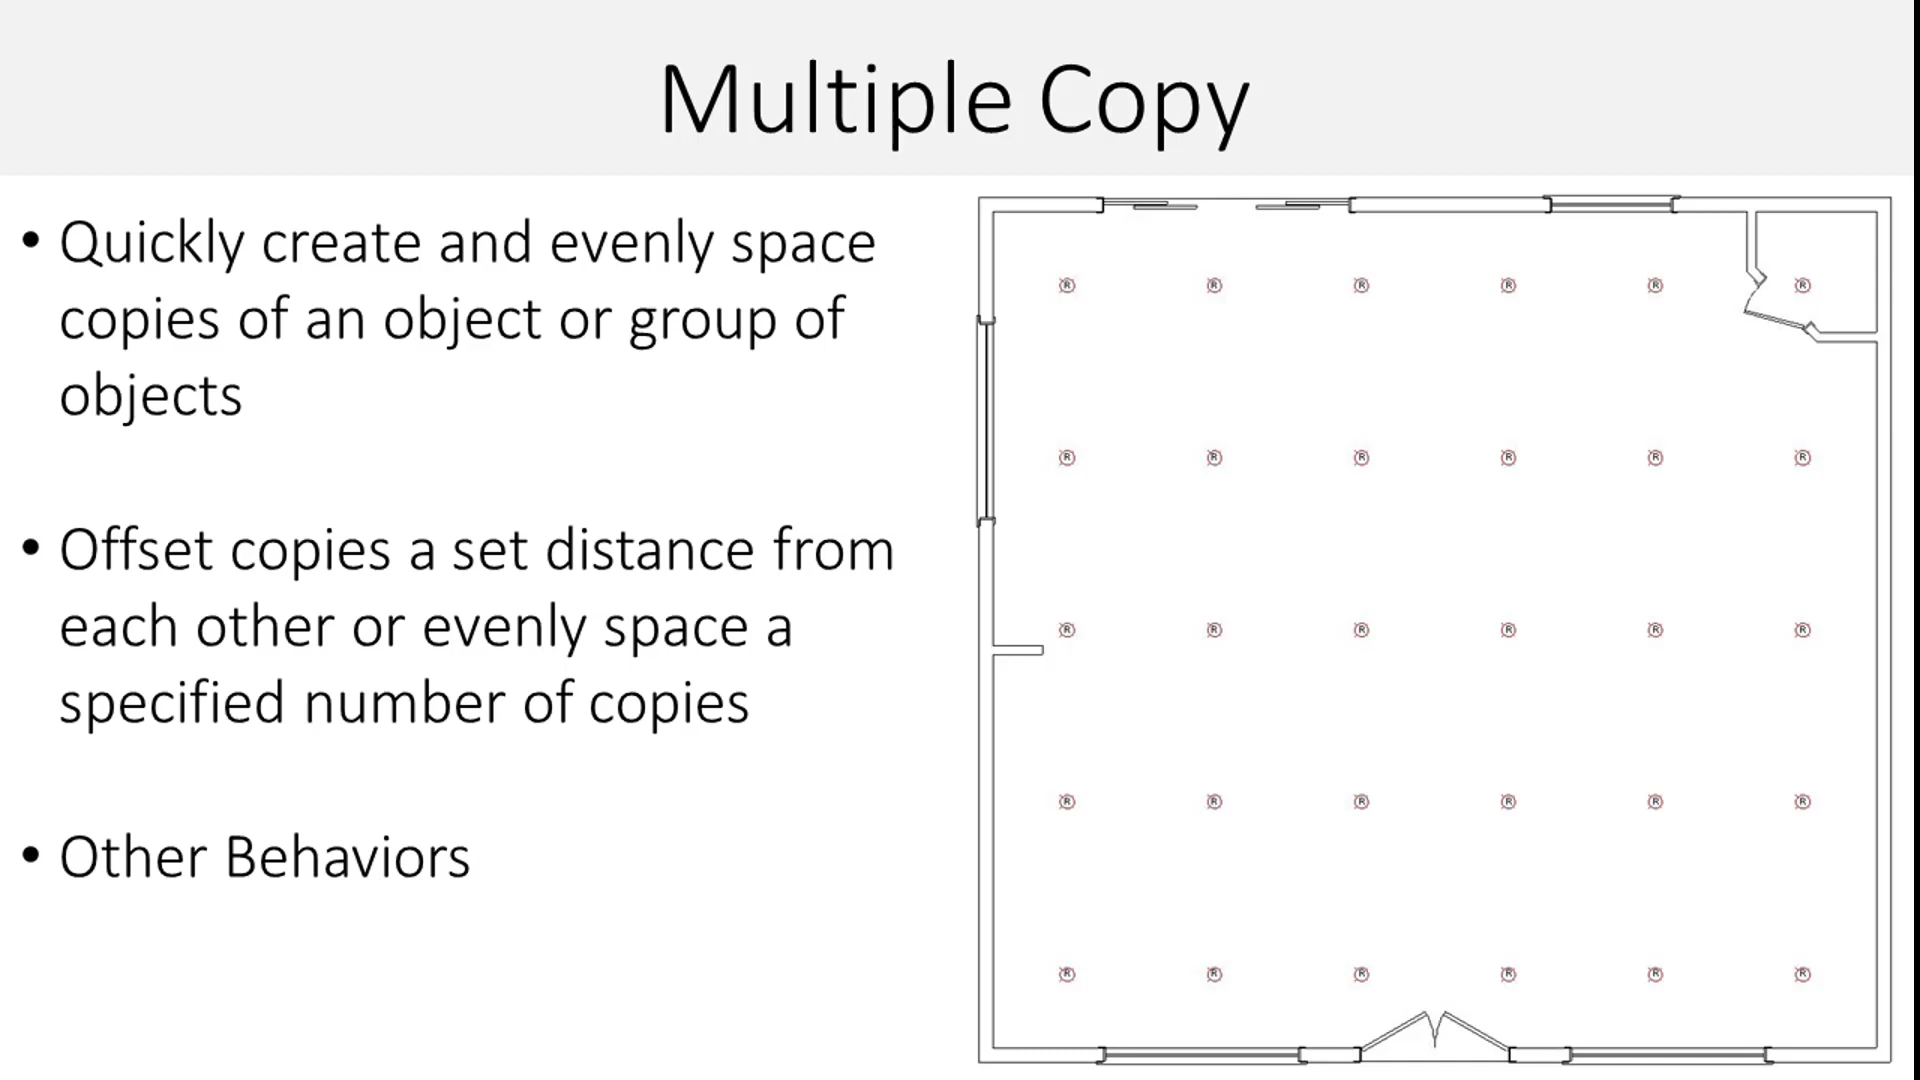 Multiple Copy
• Quickly create and evenly space
copies of an object or group of
objects
• Offset copies a set distance from
each other or evenly space a
specified number of copies
• Other Behaviors
R R R R R R
R R R R R R
R R R R R R
R R R R R R
R R R R R R